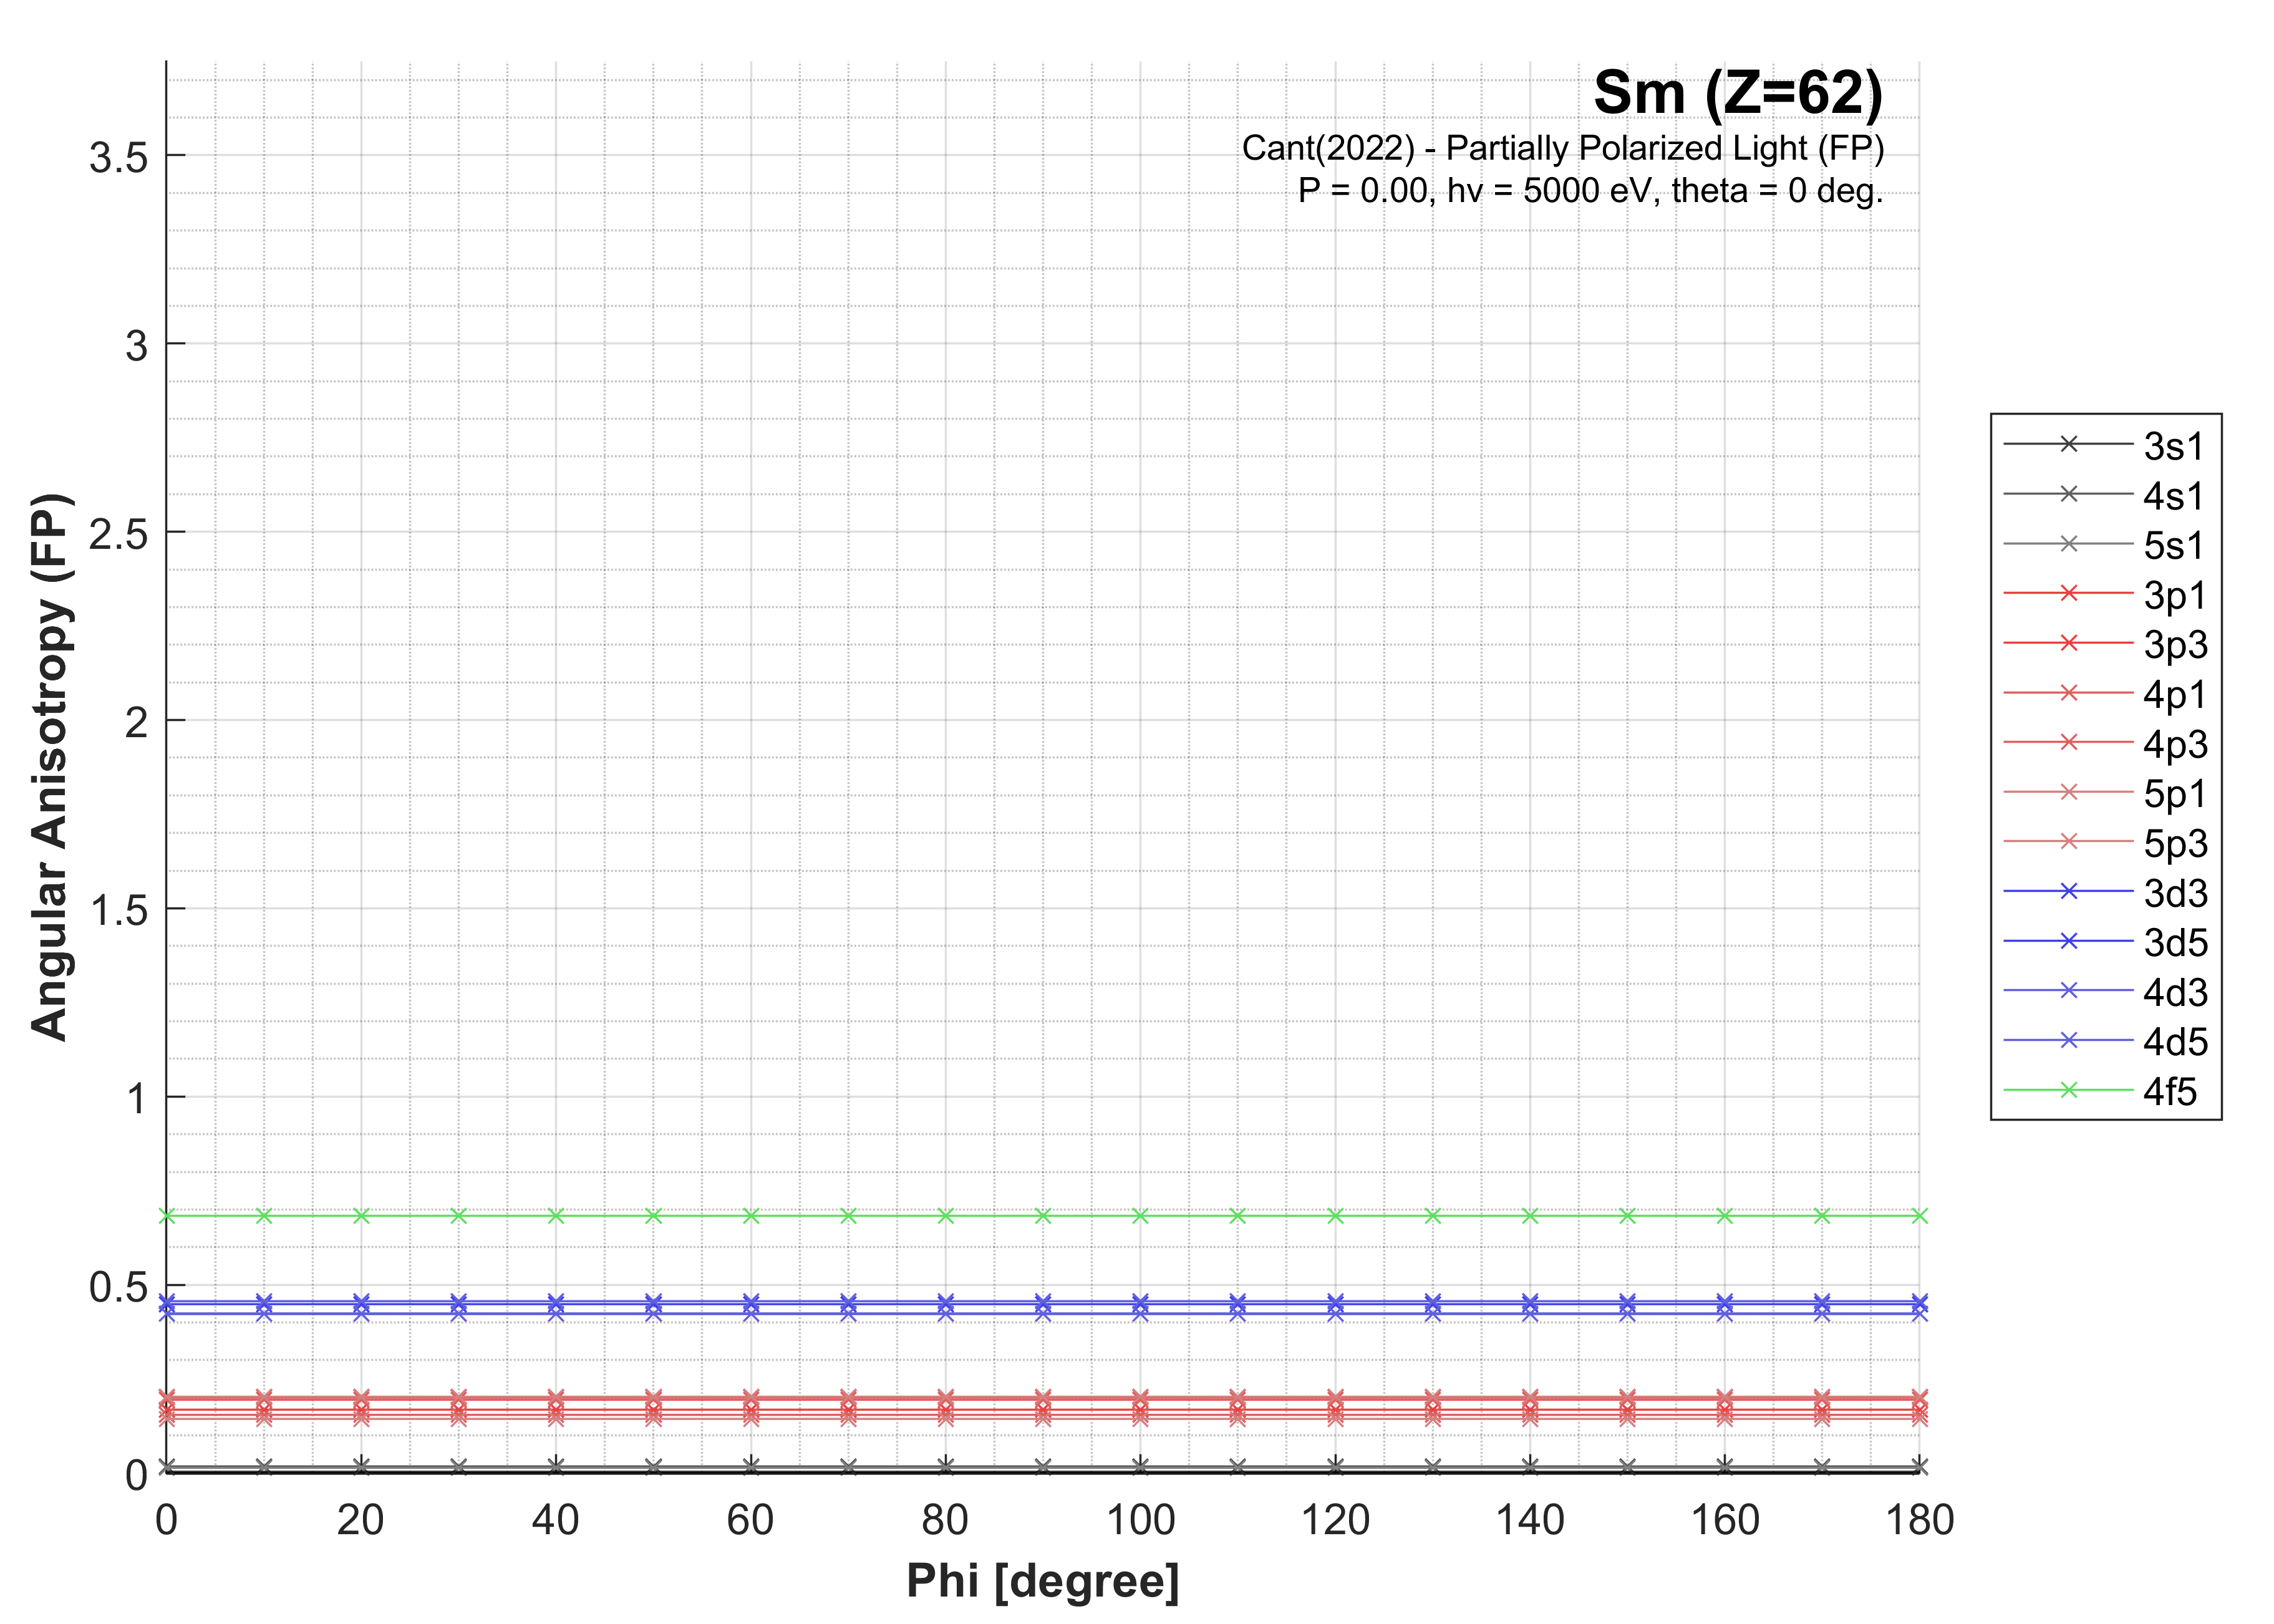 Sm (Z=62)
Cant(2022) - Partially Polarized Light (FP)
P = 0.00, hv = 5000 eV, theta = 0 deg.
Angular Anisotropy (FP)
3.5
3
2.5
2
1.5
1
0.5
0
0 20 40 60 80 100 120 140 160 180
Phi [degree]
3s1
4s1
5s1
3p1
3p3
4p1
4p3
5p1
5p3
3d3
3d5
4d3
4d5
4f5